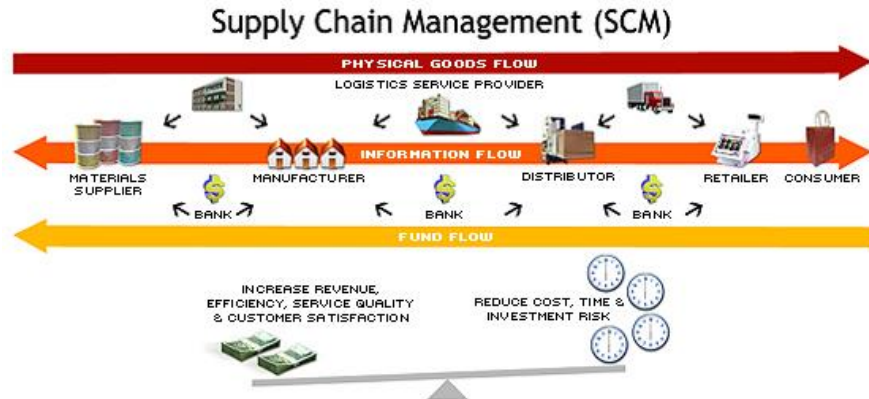 Supply Chain Management (SCM)
PHYSICAL GOODS FLOW
LOGISTICS SERVICE PROVIDER
INFORMATION FLOW
MATERIALS
SUPPLIER
MANUFACTURER
DISTRIBUTOR
RETAILER
CONSUMER
BANK
BANK
BANK
FUND FLOW
INCREASE REVENUE,
EFFICIENCY, SERVICE QUALITY
& CUSTOMER SATISFACTION
REDUCE COST, TIME &
INVESTMENT RISK